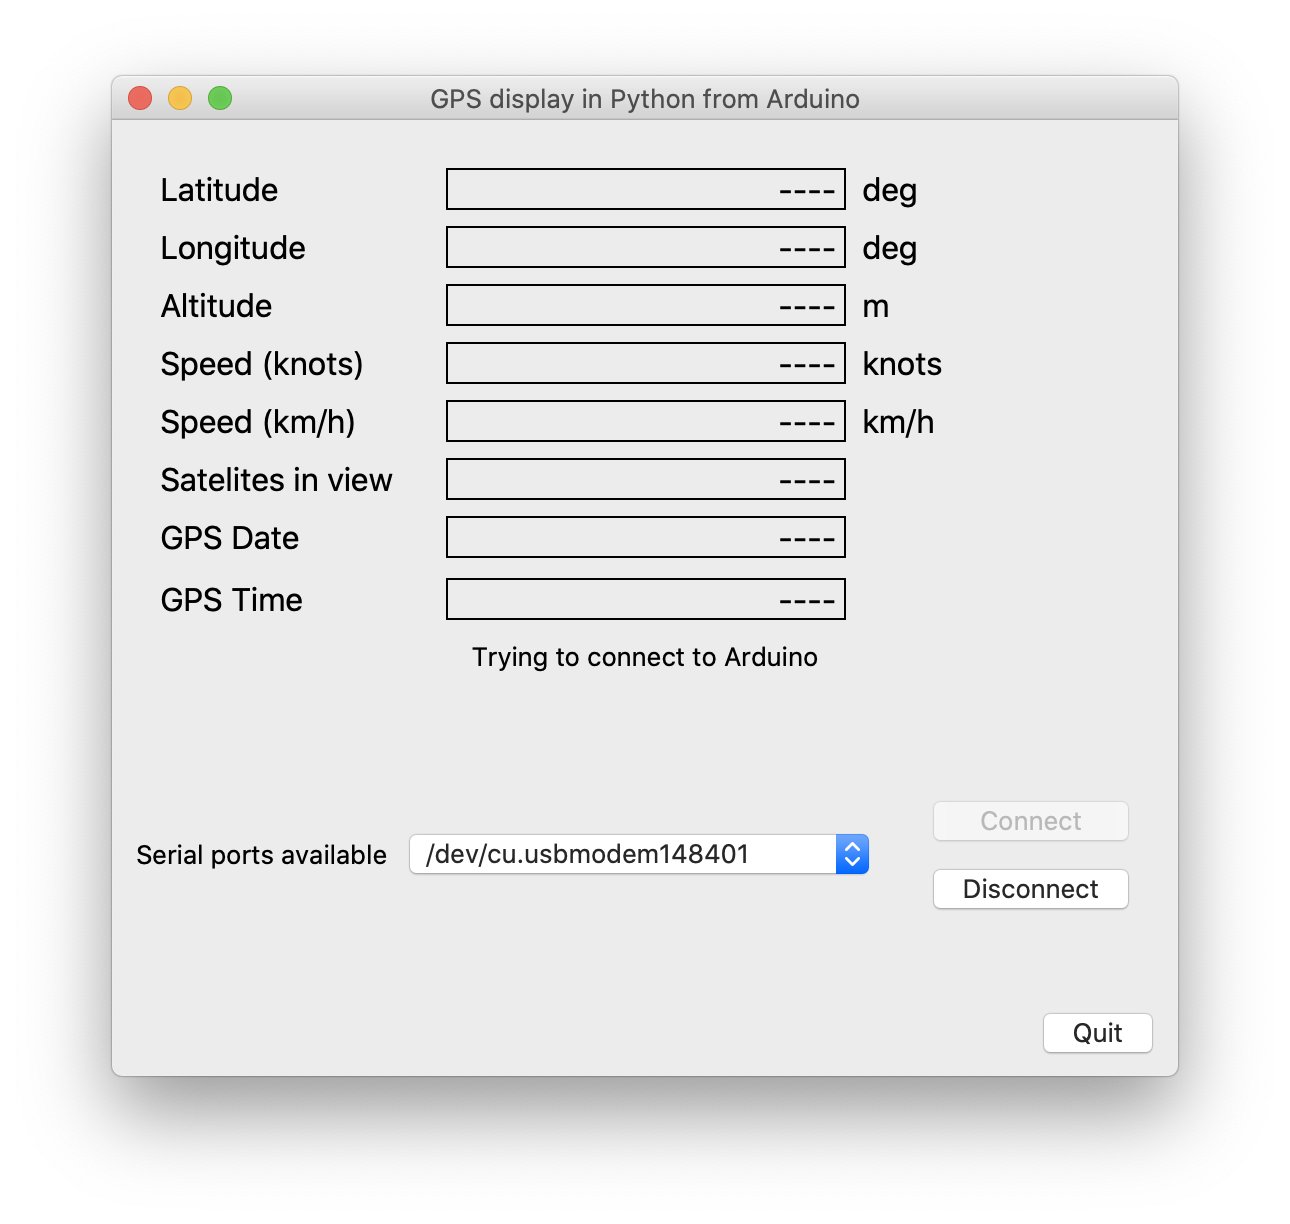 GPS display in Python from Arduino
Latitude ---- deg
Longitude ---- deg
Altitude ---- m
Speed (knots) ---- knots
Speed (km/h) ---- km/h
Satelites in view ----
GPS Date ----
GPS Time ----
Trying to connect to Arduino
Connect
Serial ports available /dev/cu.usbmodem148401
Disconnect
Quit